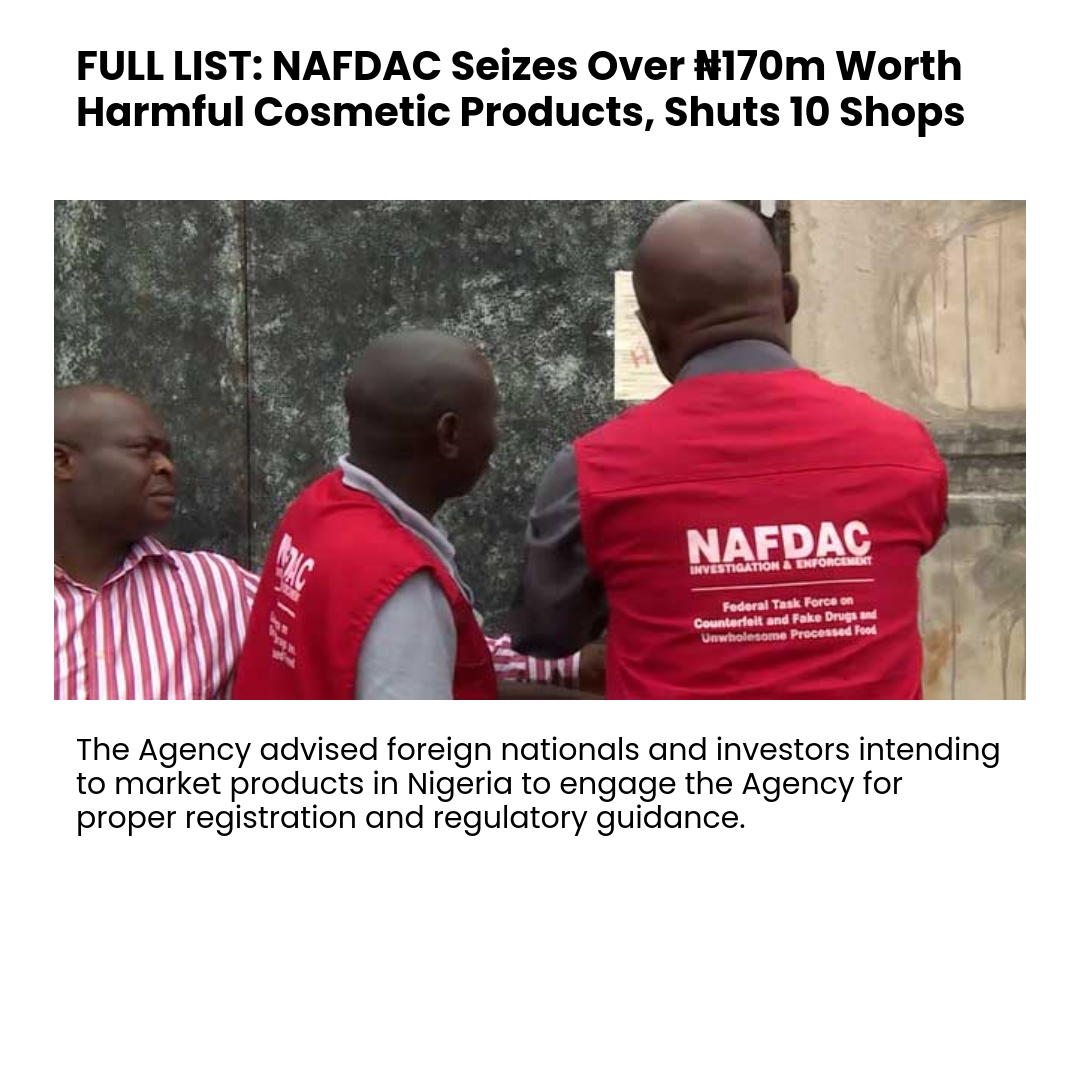 FULL LIST: NAFDAC Seizes Over ₦170m Worth
Harmful Cosmetic Products, Shuts 10 Shops
NAFDAC
INVESTIGATION & ENFORCEMENT
Federal Task Force on
Counterfeit and Fake Drugs and
Unwholesome Processed Food
The Agency advised foreign nationals and investors intending
to market products in Nigeria to engage the Agency for
proper registration and regulatory guidance.